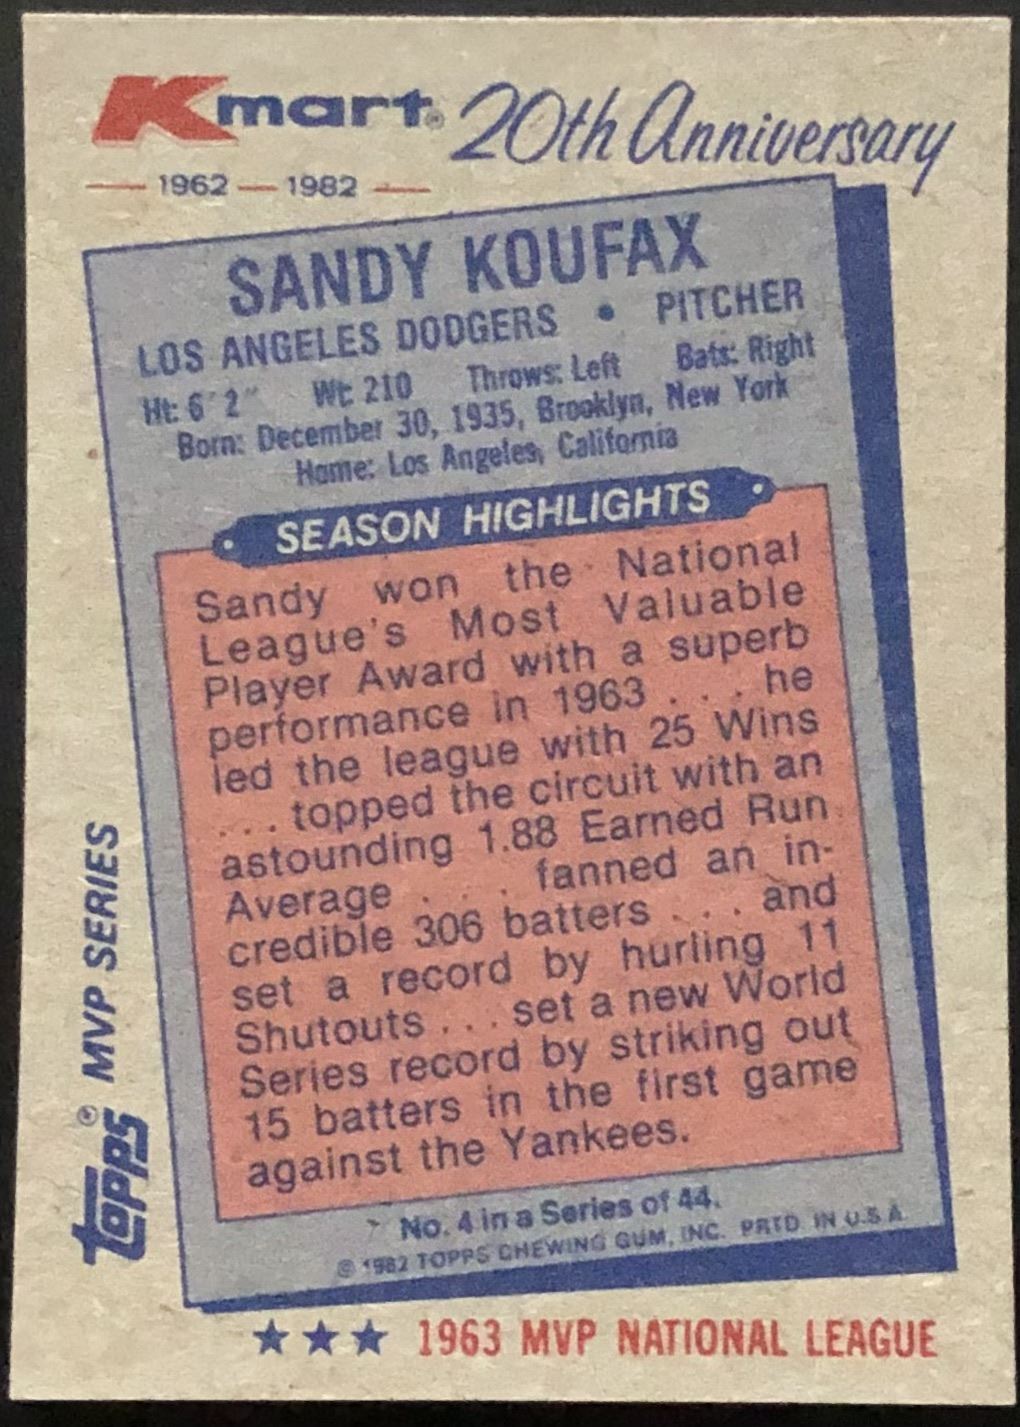 Kmart® 20th Anniversary
1962 — 1982
SANDY KOUFAX
LOS ANGELES DODGERS • PITCHER
Ht: 6'2" Wt: 210 Throws: Left Bats: Right
Born: December 30, 1935, Brooklyn, New York
Home: Los Angeles, California
SEASON HIGHLIGHTS
Sandy won the National
League's Most Valuable
Player Award with a superb
performance in 1963 . . . he
led the league with 25 Wins
. . . topped the circuit with an
astounding 1.88 Earned Run
Average . . . fanned an in-
credible 306 batters . . . and
set a record by hurling 11
Shutouts . . . set a new World
Series record by striking out
15 batters in the first game
against the Yankees.
No. 4 in a Series of 44.
© 1982 TOPPS CHEWING GUM, INC. PRTD. IN U.S.A.
topps® MVP SERIES
★★★ 1963 MVP NATIONAL LEAGUE